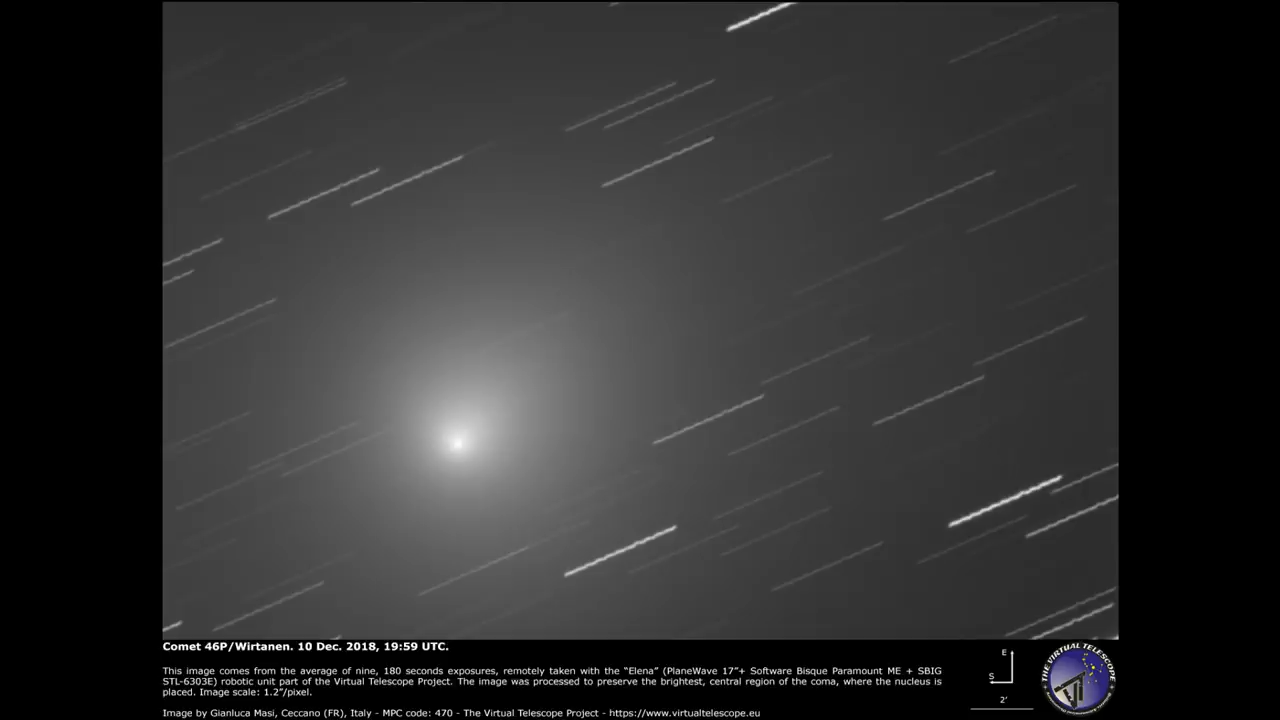 Comet 46P/Wirtanen. 10 Dec. 2018, 19:59 UTC.
This image comes from the average of nine, 180 seconds exposures, remotely taken with the “Elena” (PlaneWave 17”+ Software Bisque Paramount ME + SBIG
STL-6303E) robotic unit part of the Virtual Telescope Project. The image was processed to preserve the brightest, central region of the coma, where the nucleus is
placed. Image scale: 1.2”/pixel.
Image by Gianluca Masi, Ceccano (FR), Italy - MPC code: 470 - The Virtual Telescope Project - https://www.virtualtelescope.eu
E
S
2’
THE VIRTUAL TELESCOPE